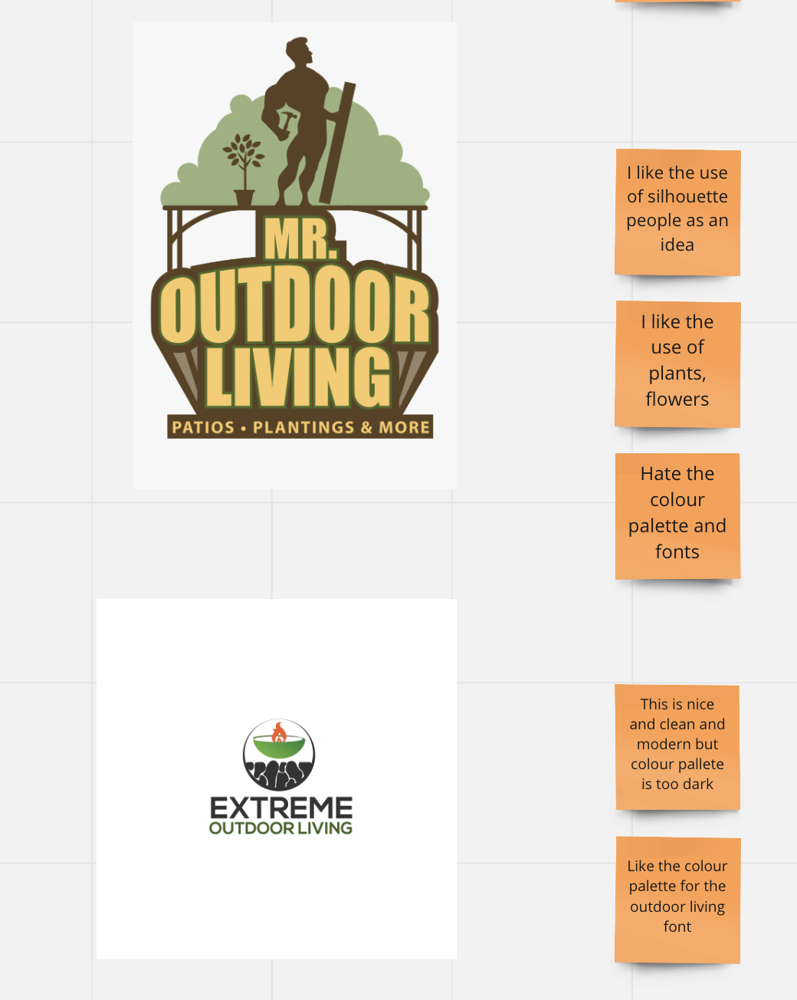 MR.
OUTDOOR
LIVING
PATIOS • PLANTINGS & MORE
I like the use
of silhouette
people as an
idea
I like the
use of
plants,
flowers
Hate the
colour
palette and
fonts
EXTREME
OUTDOOR LIVING
This is nice
and clean and
modern but
colour pallete
is too dark
Like the colour
palette for the
outdoor living
font